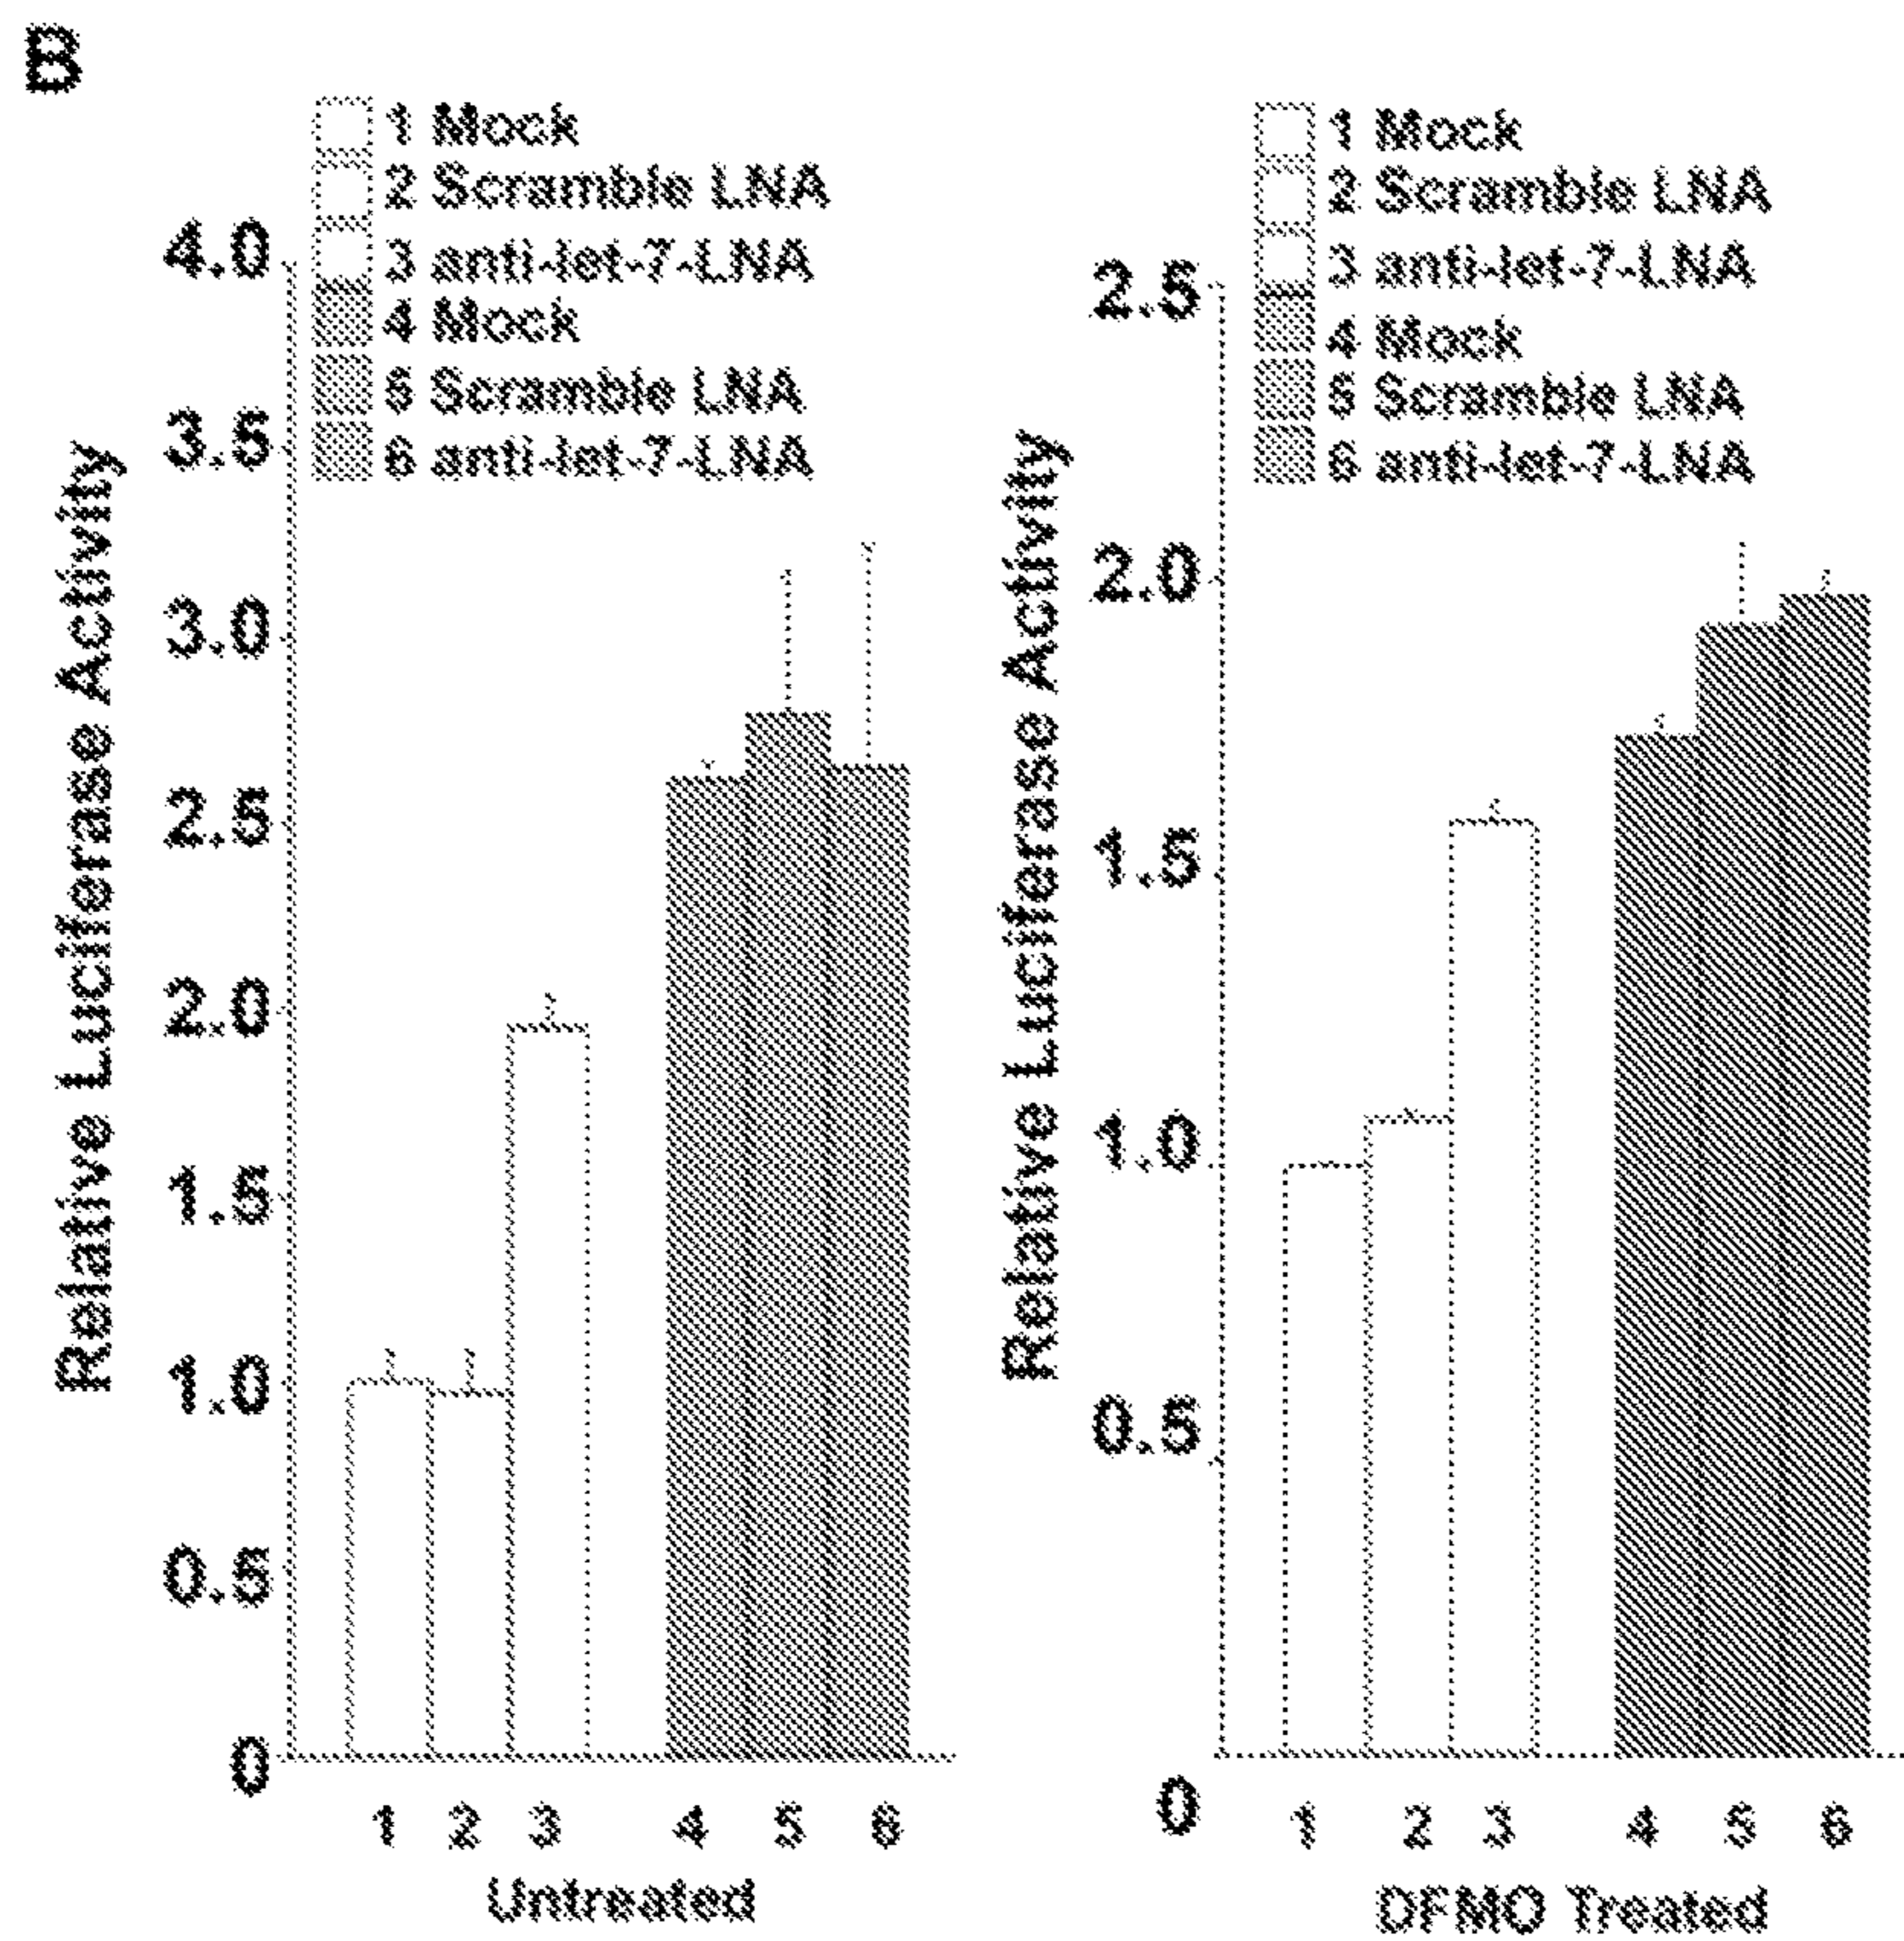 B
1 Mock
2 Scramble LNA
3 anti-let-7-LNA
4 Mock
5 Scramble LNA
6 anti-let-7-LNA
Relative Luciferase Activity
4.0
3.5
3.0
2.5
2.0
1.5
1.0
0.5
0
1 2 3 4 5 6
Untreated
1 Mock
2 Scramble LNA
3 anti-let-7-LNA
4 Mock
5 Scramble LNA
6 anti-let-7-LNA
Relative Luciferase Activity
2.5
2.0
1.5
1.0
0.5
0
1 2 3 4 5 6
DFMO Treated